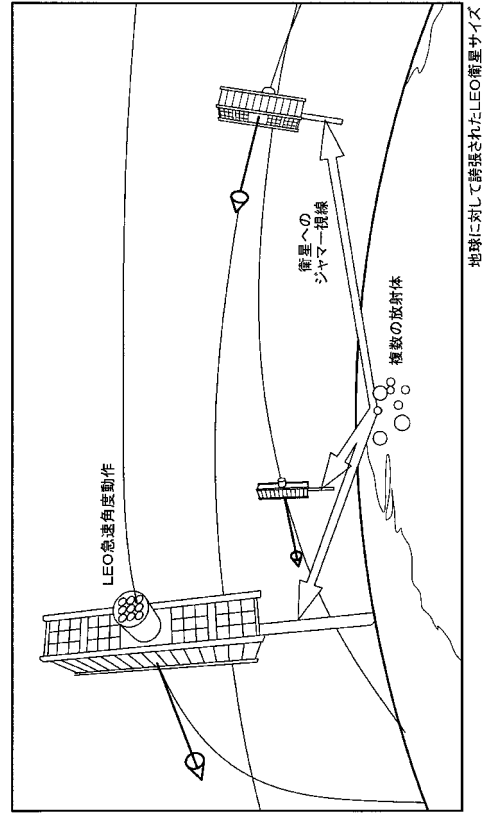 LEO急速角度動作
衛星への
ジャマー視線
複数の放射体
地球に対して誇張されたLEO衛星サイズ